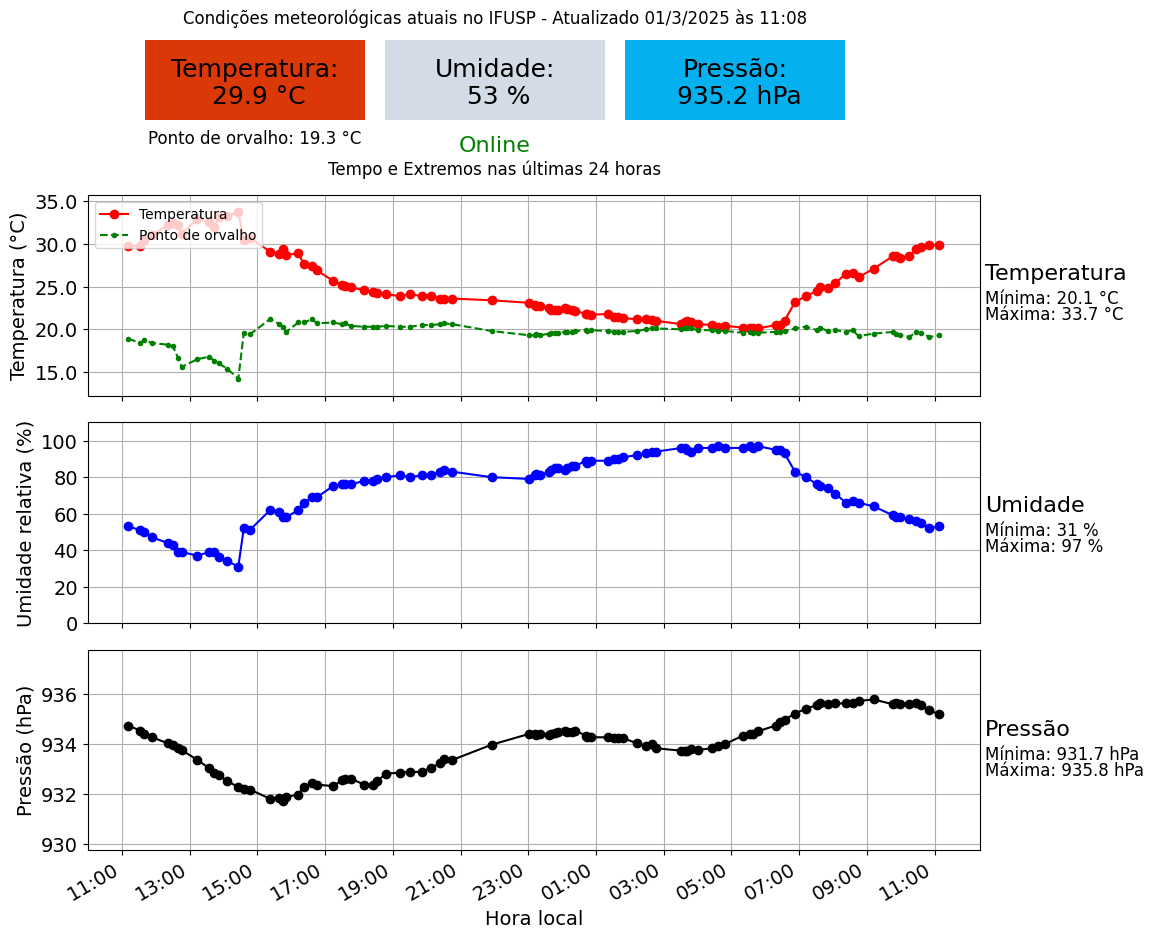 Condições meteorológicas atuais no IFUSP - Atualizado 01/3/2025 às 11:08
Temperatura:
29.9 °C
Umidade:
53 %
Pressão:
935.2 hPa
Ponto de orvalho: 19.3 °C
Online
Tempo e Extremos nas últimas 24 horas
Temperatura (°C)
35.0
30.0
25.0
20.0
15.0
Temperatura
Ponto de orvalho
Temperatura
Mínima: 20.1 °C
Máxima: 33.7 °C
Umidade relativa (%)
100
80
60
40
20
0
Umidade
Mínima: 31 %
Máxima: 97 %
Pressão (hPa)
936
934
932
930
Pressão
Mínima: 931.7 hPa
Máxima: 935.8 hPa
11:00
13:00
15:00
17:00
19:00
21:00
23:00
01:00
03:00
05:00
07:00
09:00
11:00
Hora local